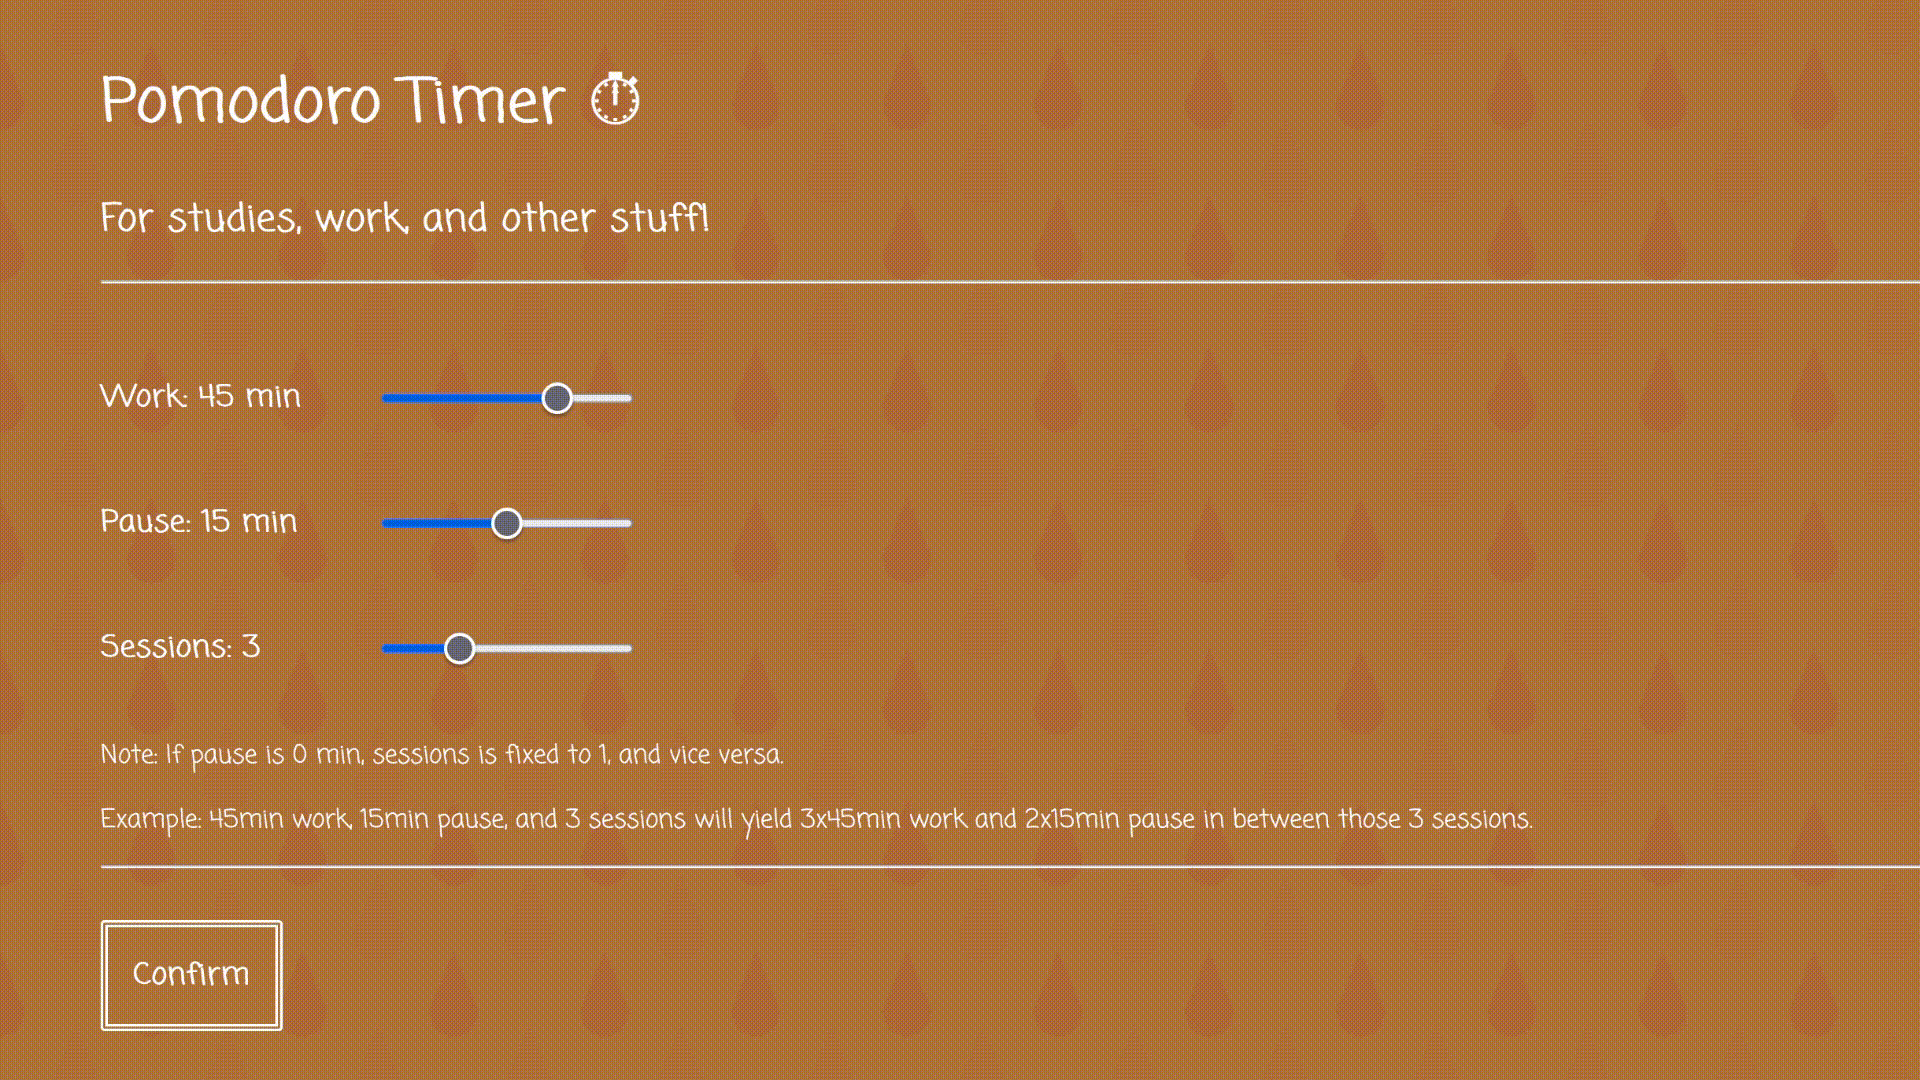 Pomodoro Timer
For studies, work, and other stuff!
Work: 45 min
Pause: 15 min
Sessions: 3
Note: If pause is 0 min, sessions is fixed to 1, and vice versa.
Example: 45min work, 15min pause, and 3 sessions will yield 3x45min work and 2x15min pause in between those 3 sessions.
Confirm